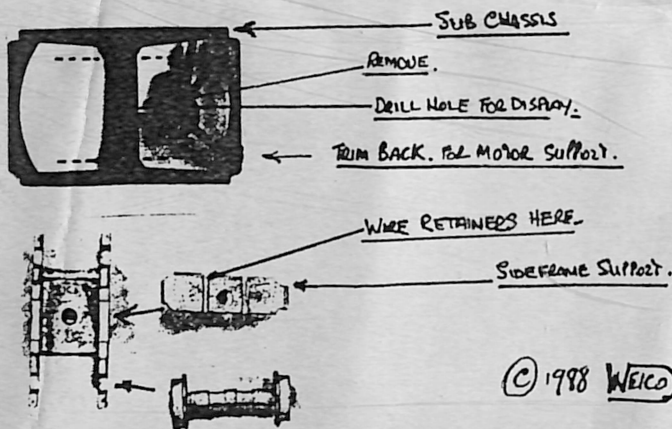 SUB CHASSIS
REMOVE.
DRILL HOLE FOR DISPLAY.
TRIM BACK. FOR MOTOR SUPPORT.
WIRE RETAINERS HERE.
SIDEFRAME SUPPORT.
© 1988 WEICO